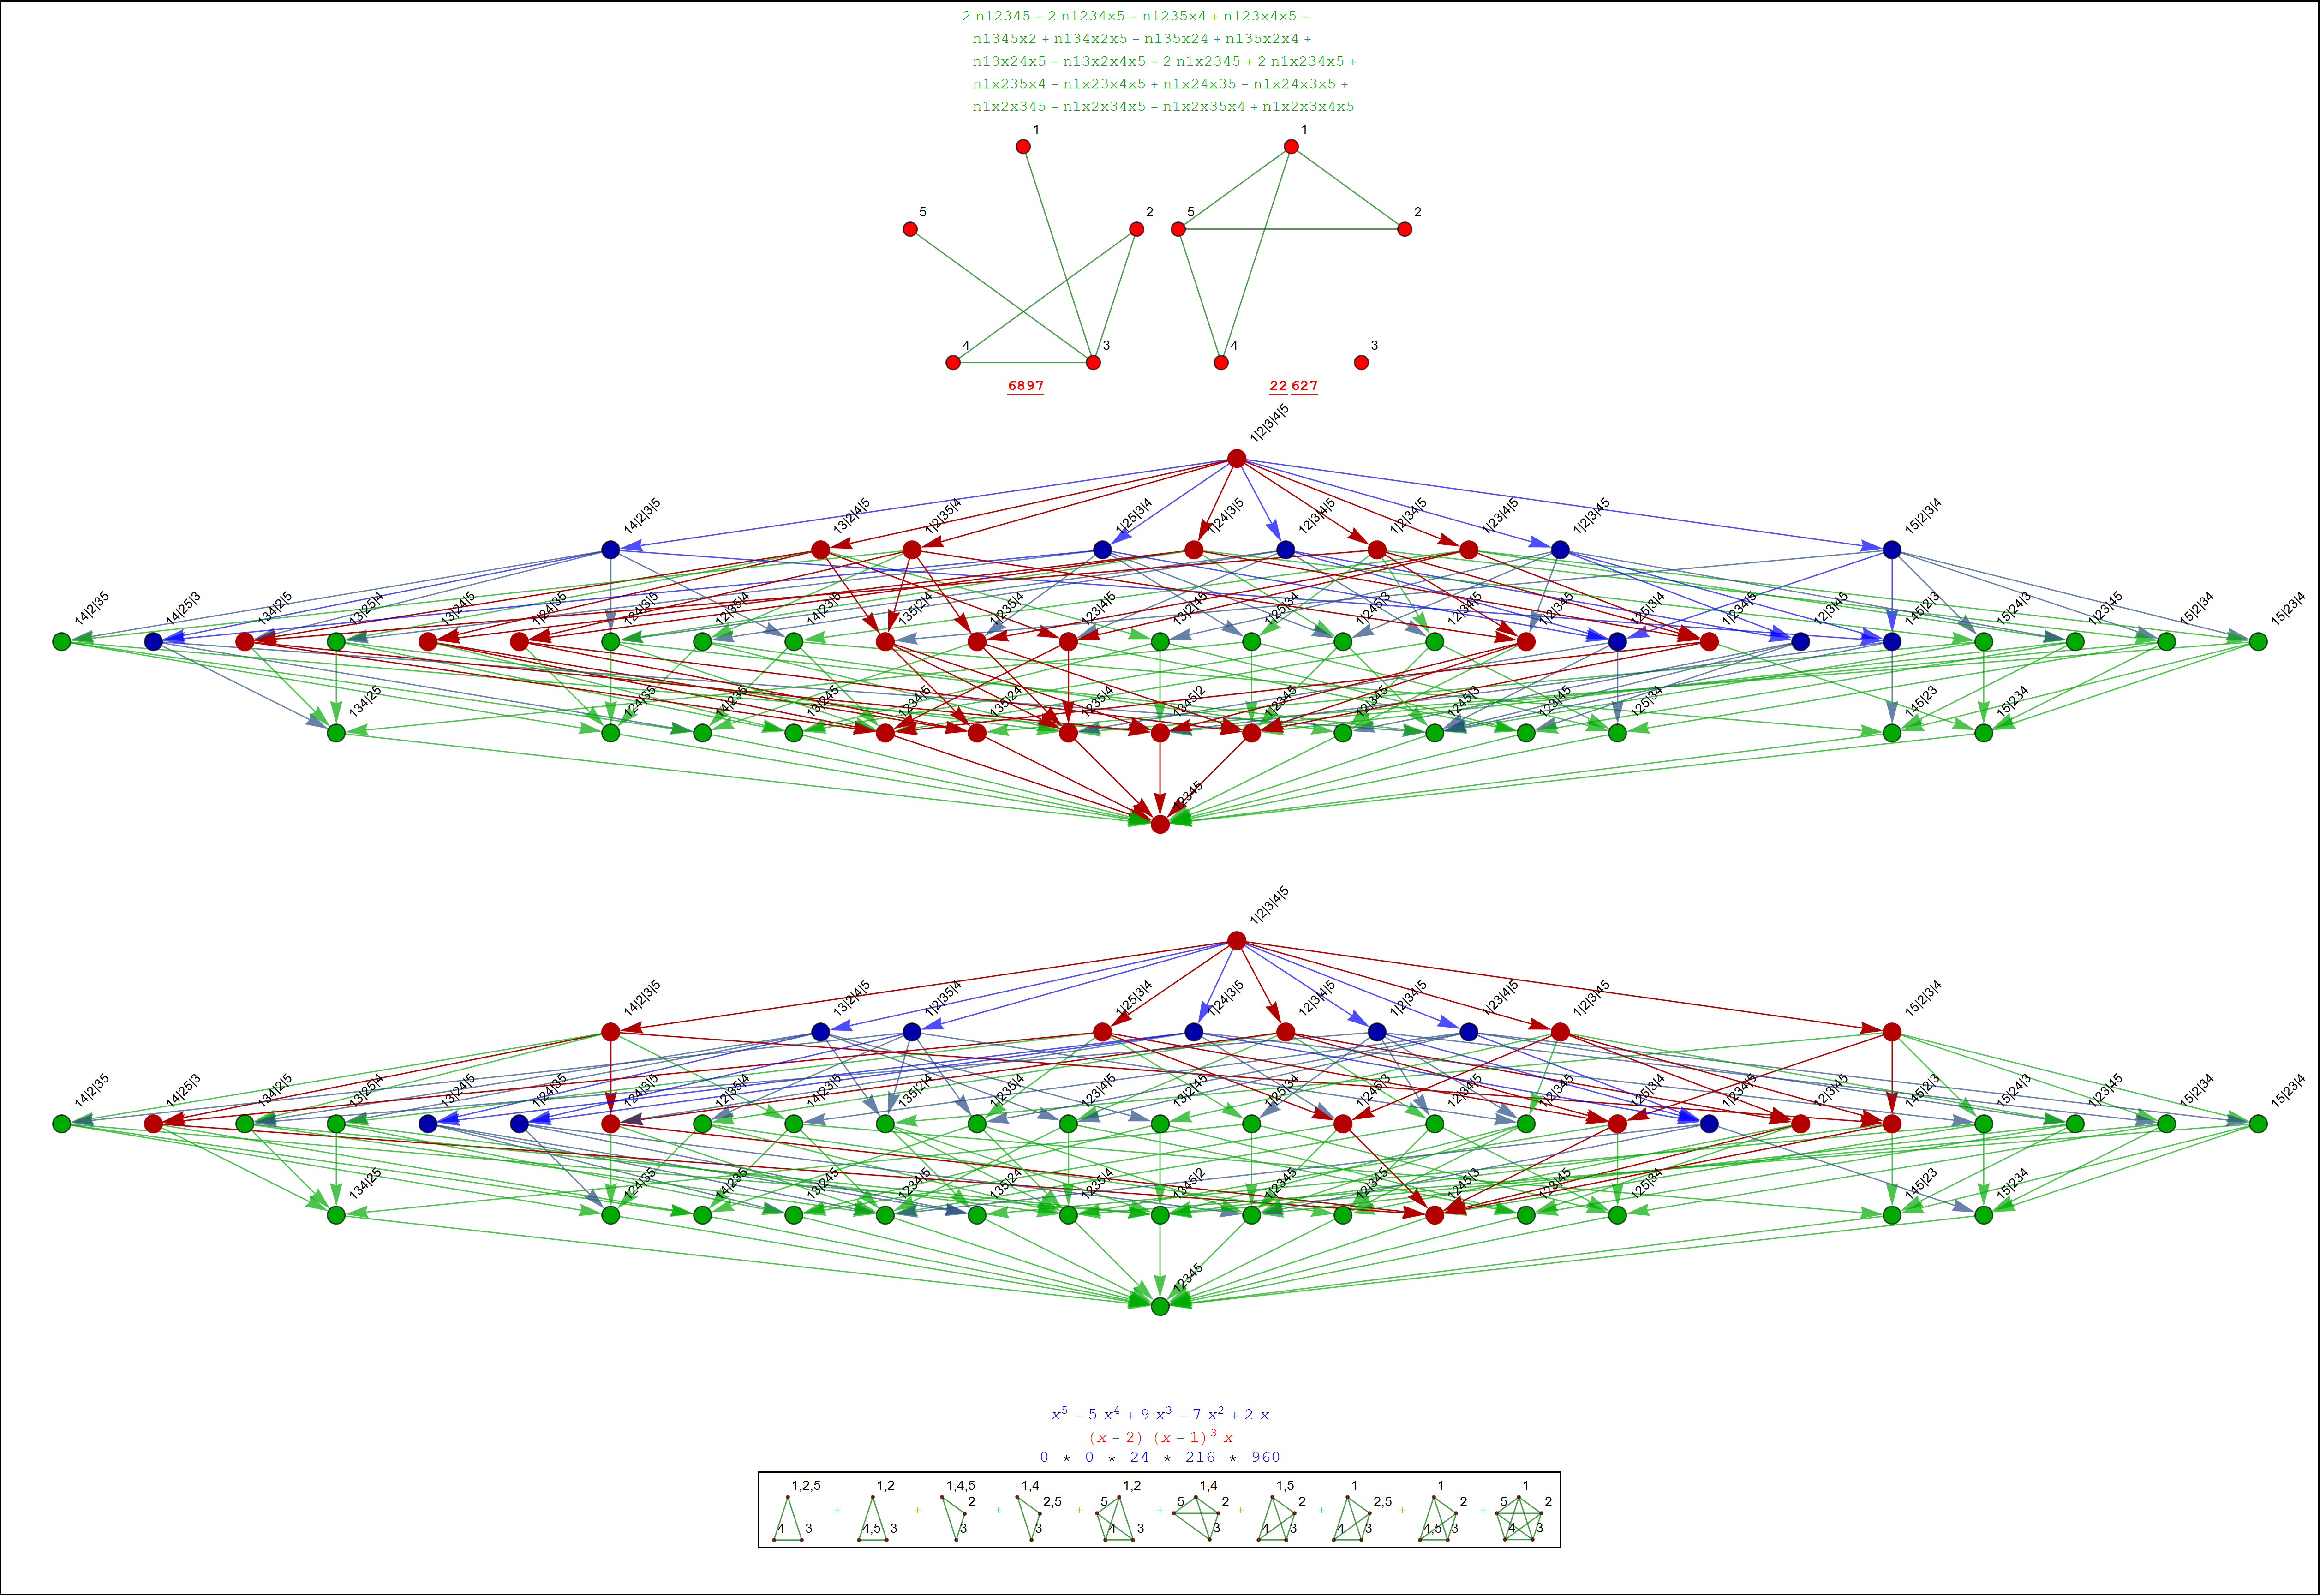 2 n12345 − 2 n1234x5 − n1235x4 + n123x4x5 −
n1345x2 + n134x2x5 − n135x24 + n135x2x4 +
n13x24x5 − n13x2x4x5 − 2 n1x2345 + 2 n1x234x5 +
n1x235x4 − n1x23x4x5 + n1x24x35 − n1x24x3x5 +
n1x2x345 − n1x2x34x5 − n1x2x35x4 + n1x2x3x4x5
1 1
5 2 5 2
4 3 4 3
6897 22 627
1|2|3|4|5
14|2|3|5 13|2|4|5 1|2|35|4 1|25|3|4 1|24|3|5 12|3|4|5 1|2|34|5 1|23|4|5 1|2|3|45 15|2|3|4
14|2|35 14|25|3 134|2|5 13|25|4 13|24|5 1|24|35 124|3|5 12|35|4 14|23|5 135|2|4 1|235|4 123|4|5 13|2|45 1|25|34 1|245|3 12|34|5 1|2|345 125|3|4 1|234|5 12|3|45 145|2|3 15|24|3 1|23|45 15|2|34 15|23|4
134|25 124|35 14|235 13|245 1234|5 135|24 1235|4 1345|2 1|2345 12|345 1245|3 123|45 125|34 145|23 15|234
12345
1|2|3|4|5
14|2|3|5 13|2|4|5 1|2|35|4 1|25|3|4 1|24|3|5 12|3|4|5 1|2|34|5 1|23|4|5 1|2|3|45 15|2|3|4
14|2|35 14|25|3 134|2|5 13|25|4 13|24|5 1|24|35 124|3|5 12|35|4 14|23|5 135|2|4 1|235|4 123|4|5 13|2|45 1|25|34 1|245|3 12|34|5 1|2|345 125|3|4 1|234|5 12|3|45 145|2|3 15|24|3 1|23|45 15|2|34 15|23|4
134|25 124|35 14|235 13|245 1234|5 135|24 1235|4 1345|2 1|2345 12|345 1245|3 123|45 125|34 145|23 15|234
12345
x⁵ − 5 x⁴ + 9 x³ − 7 x² + 2 x
(x − 2) (x − 1)³ x
0 * 0 * 24 * 216 * 960
1,2,5 1,2 1,4,5 1,4 1,2 1,4 1,5 1 1 1
2 2,5 5 5 2 2 2,5 2 5 2
+ + + + + + + + +
4 3 4,5 3 3 3 4 3 3 4 3 4 3 4,5 3 4 3